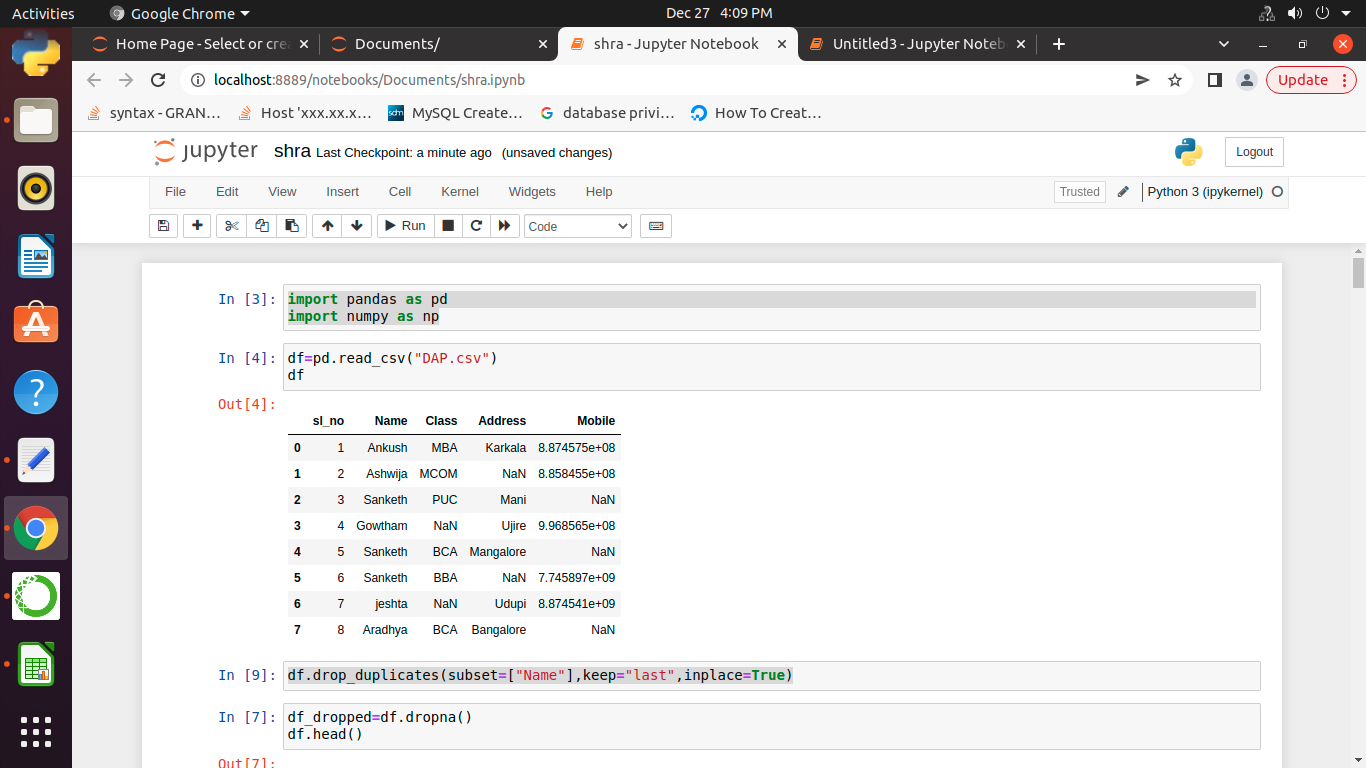 Activities Google Chrome Dec 27 4:09 PM
Home Page - Select or cre Documents/ shra - Jupyter Notebook Untitled3 - Jupyter Noteb
localhost:8889/notebooks/Documents/shra.ipynb Update
syntax - GRAN... Host 'xxx.xx.x... MySQL Create... database privi... How To Creat...
jupyter shra Last Checkpoint: a minute ago (unsaved changes) Logout
File Edit View Insert Cell Kernel Widgets Help Trusted Python 3 (ipykernel)
Run Code
In [3]: import pandas as pd
import numpy as np
In [4]: df=pd.read_csv("DAP.csv")
df
Out[4]:
sl_no Name Class Address Mobile
0 1 Ankush MBA Karkala 8.874575e+08
1 2 Ashwija MCOM NaN 8.858455e+08
2 3 Sanketh PUC Mani NaN
3 4 Gowtham NaN Ujire 9.968565e+08
4 5 Sanketh BCA Mangalore NaN
5 6 Sanketh BBA NaN 7.745897e+09
6 7 jeshta NaN Udupi 8.874541e+09
7 8 Aradhya BCA Bangalore NaN
In [9]: df.drop_duplicates(subset=["Name"],keep="last",inplace=True)
In [7]: df_dropped=df.dropna()
df.head()
Out[7]: